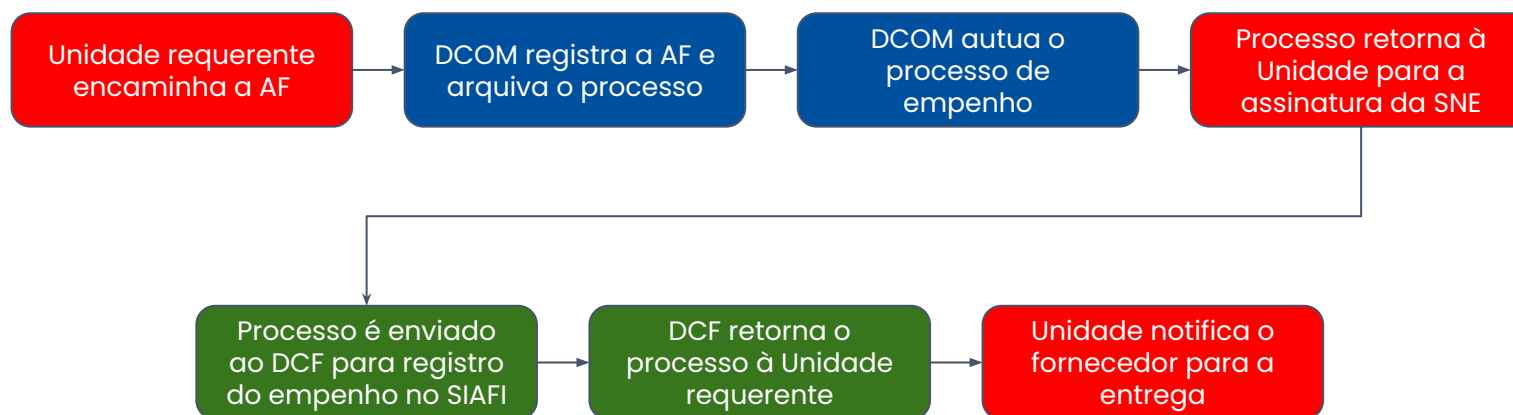 Unidade requerente
encaminha a AF
DCOM registra a AF e
arquiva o processo
DCOM autua o
processo de
empenho
Processo retorna à
Unidade para a
assinatura da SNE
Processo é enviado
ao DCF para registro
do empenho no SIAFI
DCF retorna o
processo à Unidade
requerente
Unidade notifica o
fornecedor para a
entrega